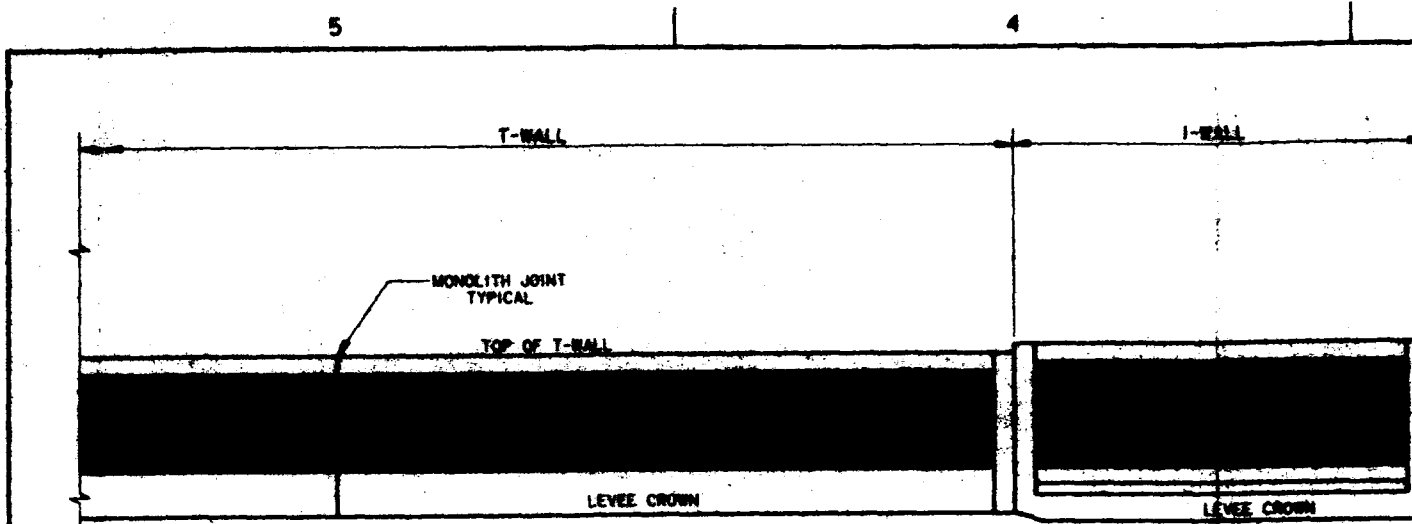 5 4
T-WALL I-WALL
MONOLITH JOINT
TYPICAL
TOP OF T-WALL
LEVEE CROWN
LEVEE CROWN